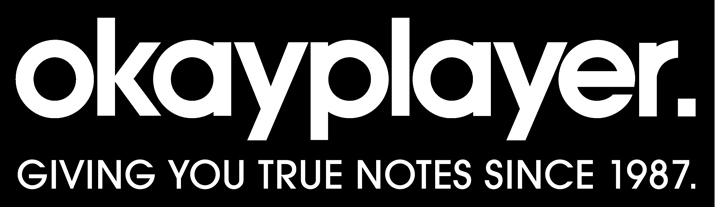 okayplayer.
GIVING YOU TRUE NOTES SINCE 1987.